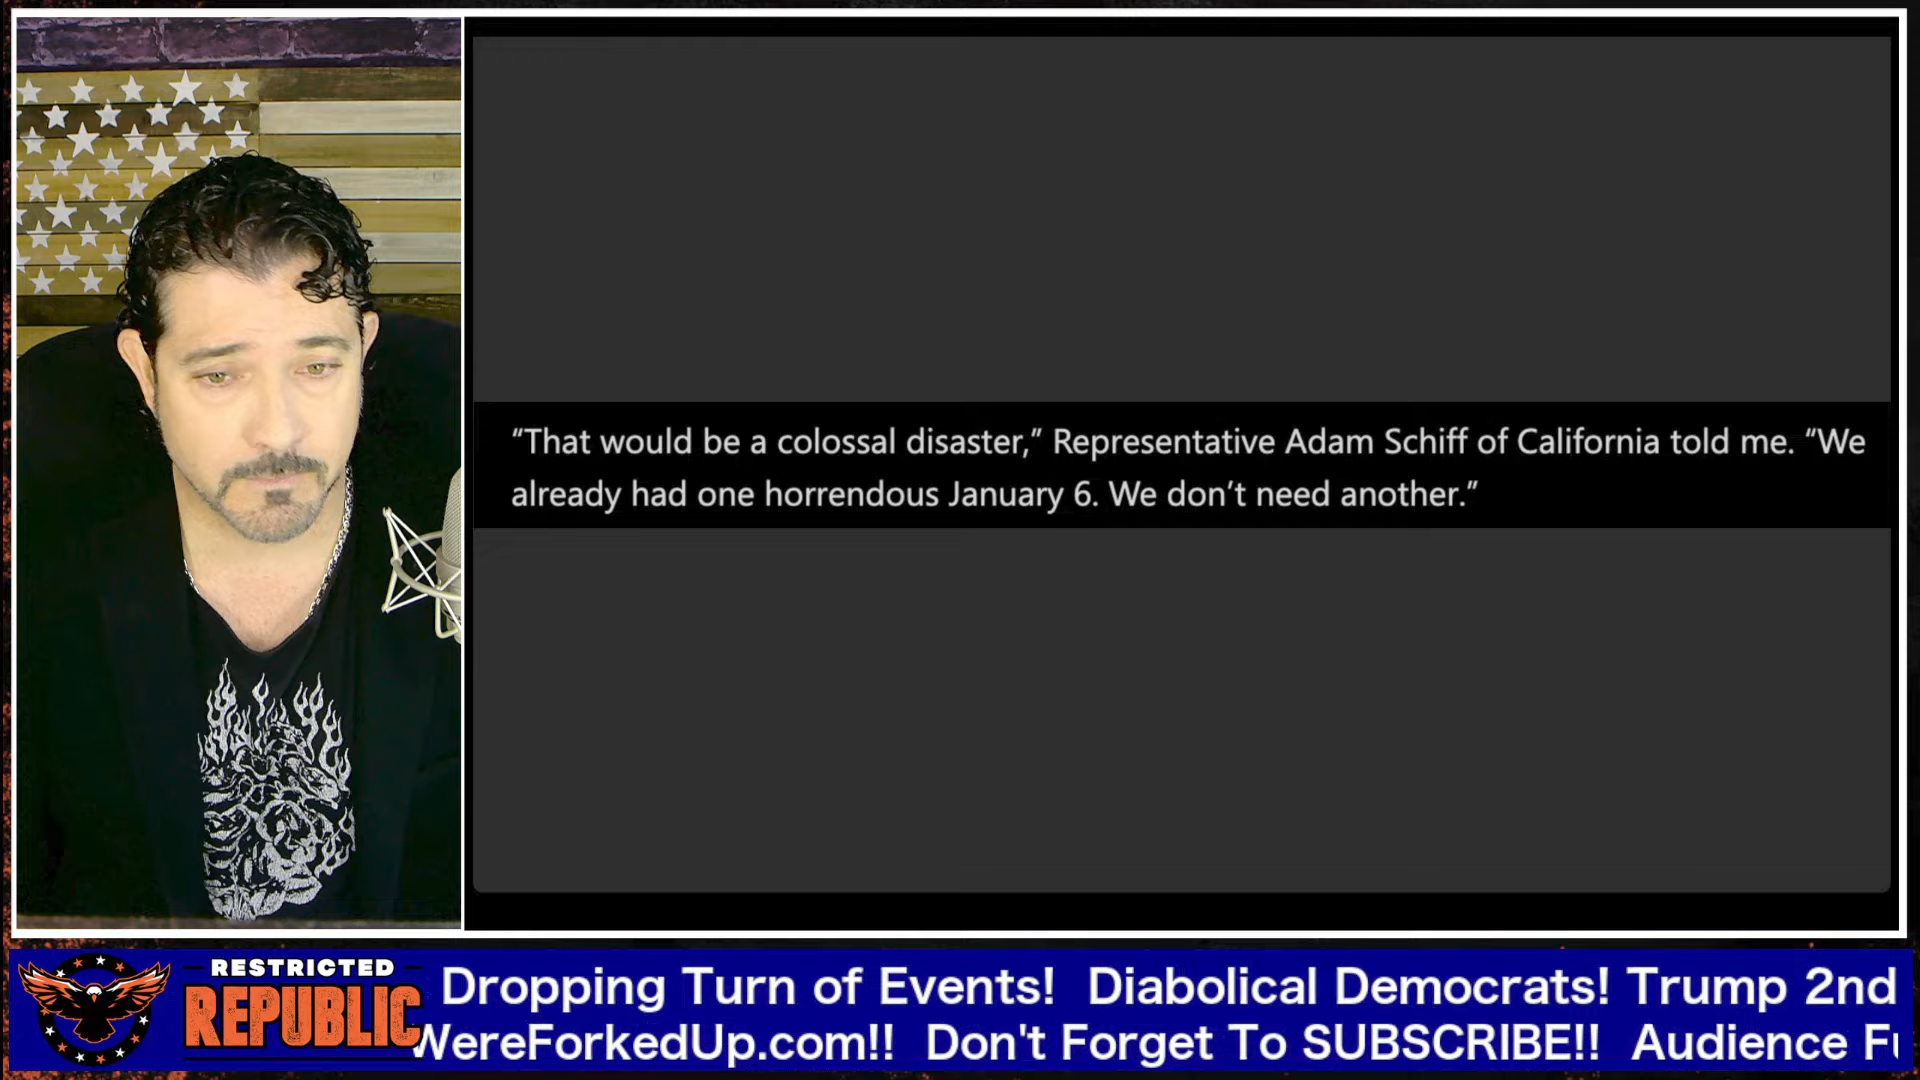 “That would be a colossal disaster,” Representative Adam Schiff of California told me. “We
already had one horrendous January 6. We don’t need another.”
RESTRICTED
REPUBLIC
Dropping Turn of Events! Diabolical Democrats! Trump 2nd
WereForkedUp.com!! Don't Forget To SUBSCRIBE!! Audience